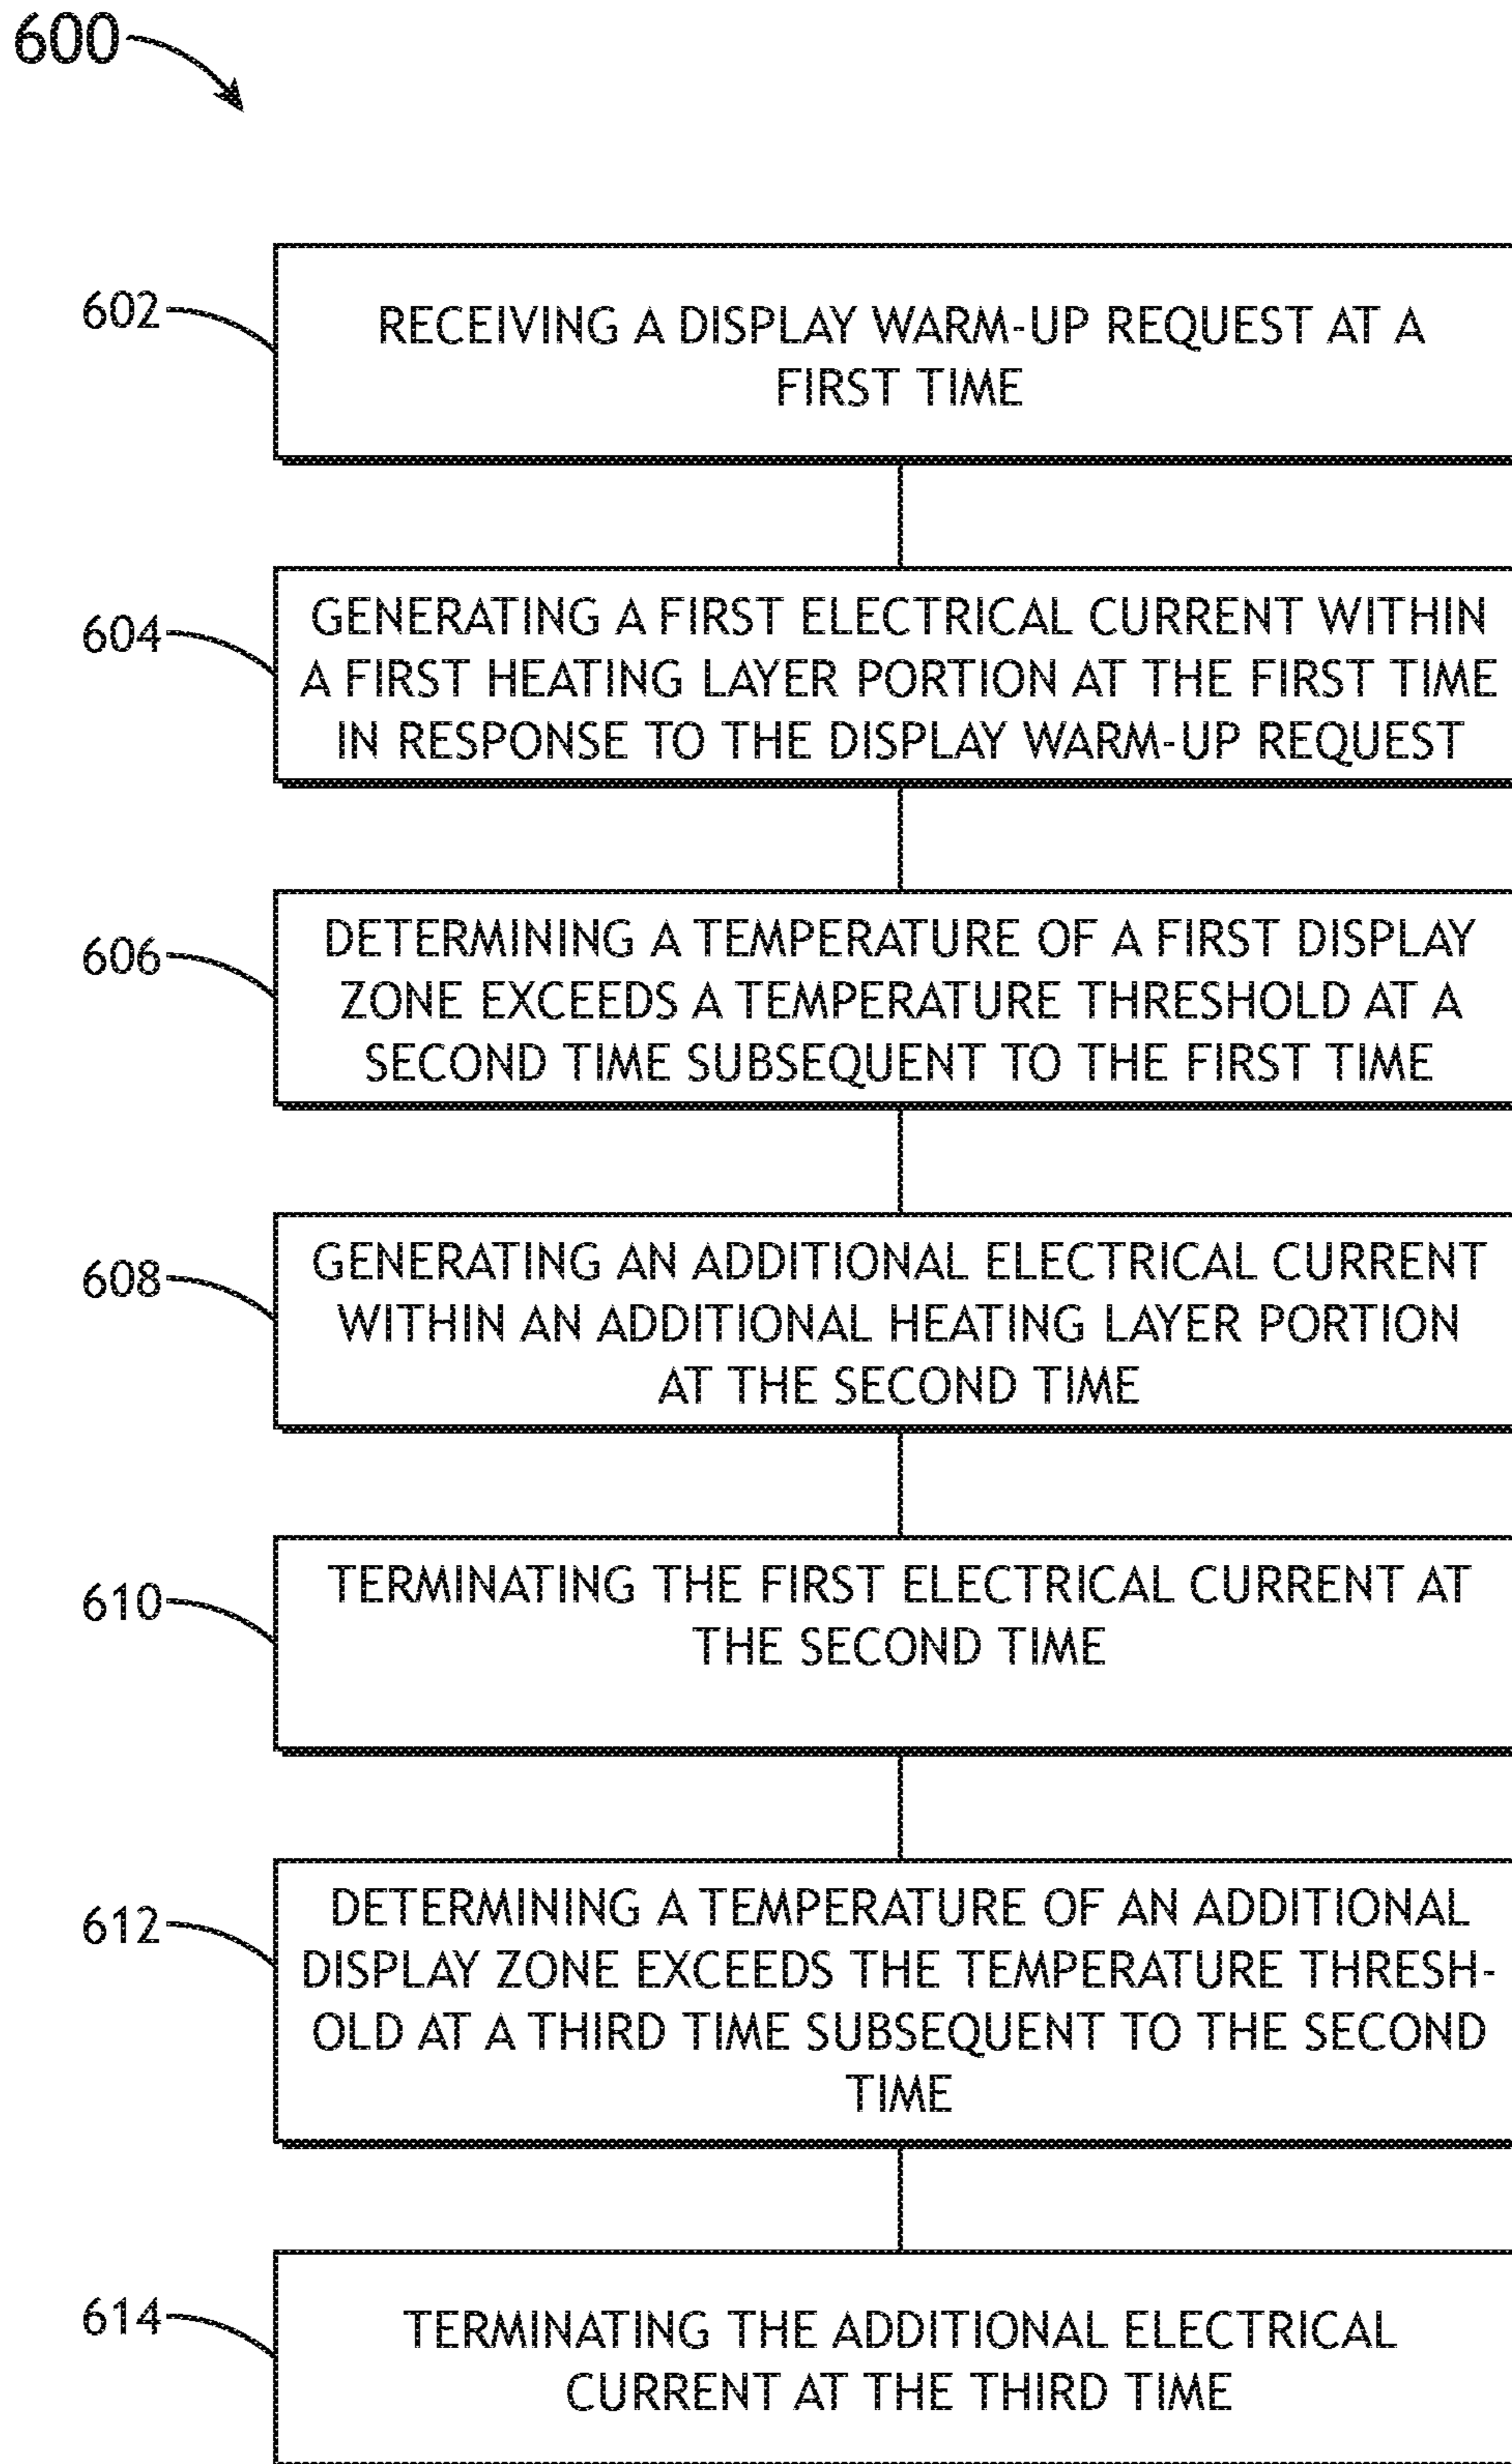 600
602
RECEIVING A DISPLAY WARM-UP REQUEST AT A
FIRST TIME
604
GENERATING A FIRST ELECTRICAL CURRENT WITHIN
A FIRST HEATING LAYER PORTION AT THE FIRST TIME
IN RESPONSE TO THE DISPLAY WARM-UP REQUEST
606
DETERMINING A TEMPERATURE OF A FIRST DISPLAY
ZONE EXCEEDS A TEMPERATURE THRESHOLD AT A
SECOND TIME SUBSEQUENT TO THE FIRST TIME
608
GENERATING AN ADDITIONAL ELECTRICAL CURRENT
WITHIN AN ADDITIONAL HEATING LAYER PORTION
AT THE SECOND TIME
610
TERMINATING THE FIRST ELECTRICAL CURRENT AT
THE SECOND TIME
612
DETERMINING A TEMPERATURE OF AN ADDITIONAL
DISPLAY ZONE EXCEEDS THE TEMPERATURE THRESH-
OLD AT A THIRD TIME SUBSEQUENT TO THE SECOND
TIME
614
TERMINATING THE ADDITIONAL ELECTRICAL
CURRENT AT THE THIRD TIME